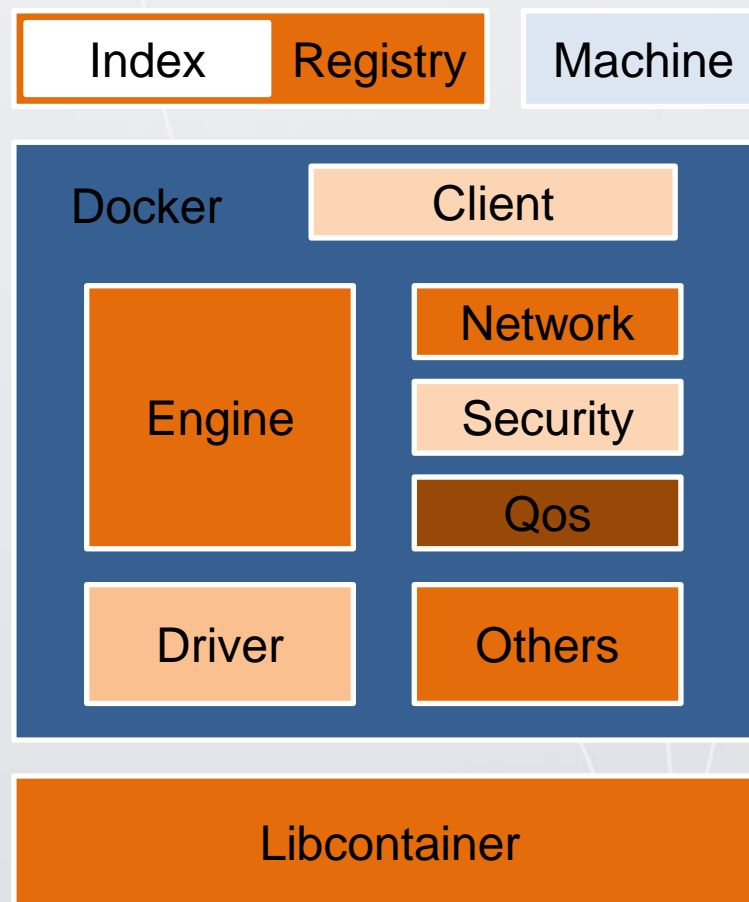 Index
Registry
Machine
Docker
Client
Engine
Network
Security
Qos
Driver
Others
Libcontainer